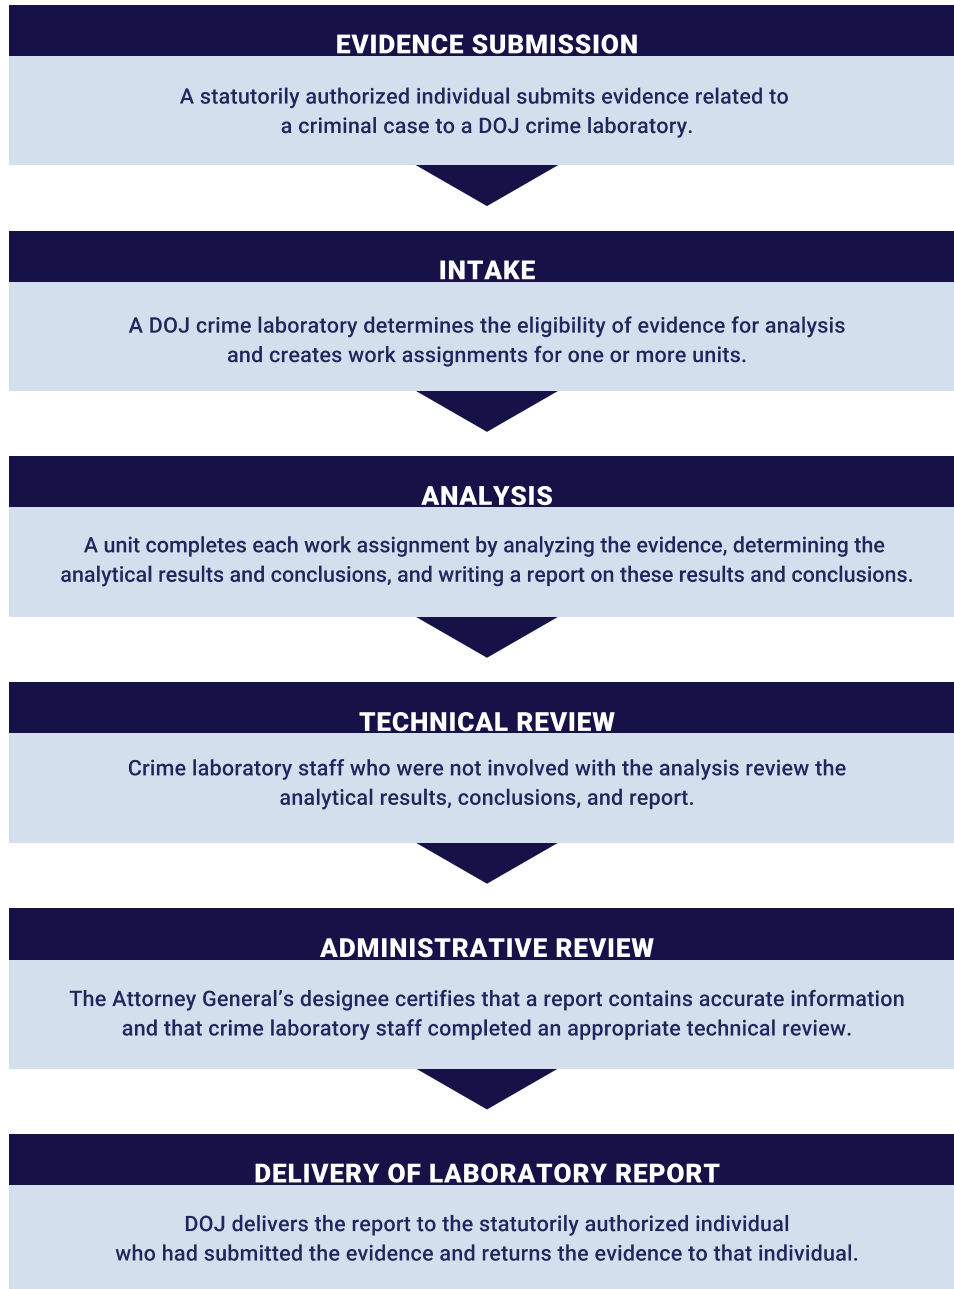 EVIDENCE SUBMISSION
A statutorily authorized individual submits evidence related to
a criminal case to a DOJ crime laboratory.
INTAKE
A DOJ crime laboratory determines the eligibility of evidence for analysis
and creates work assignments for one or more units.
ANALYSIS
A unit completes each work assignment by analyzing the evidence, determining the
analytical results and conclusions, and writing a report on these results and conclusions.
TECHNICAL REVIEW
Crime laboratory staff who were not involved with the analysis review the
analytical results, conclusions, and report.
ADMINISTRATIVE REVIEW
The Attorney General’s designee certifies that a report contains accurate information
and that crime laboratory staff completed an appropriate technical review.
DELIVERY OF LABORATORY REPORT
DOJ delivers the report to the statutorily authorized individual
who had submitted the evidence and returns the evidence to that individual.